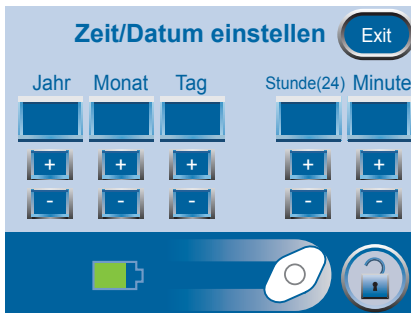 Zeit/Datum einstellen Exit
Jahr Monat Tag Stunde(24) Minute
+ + + + +
- - - - -